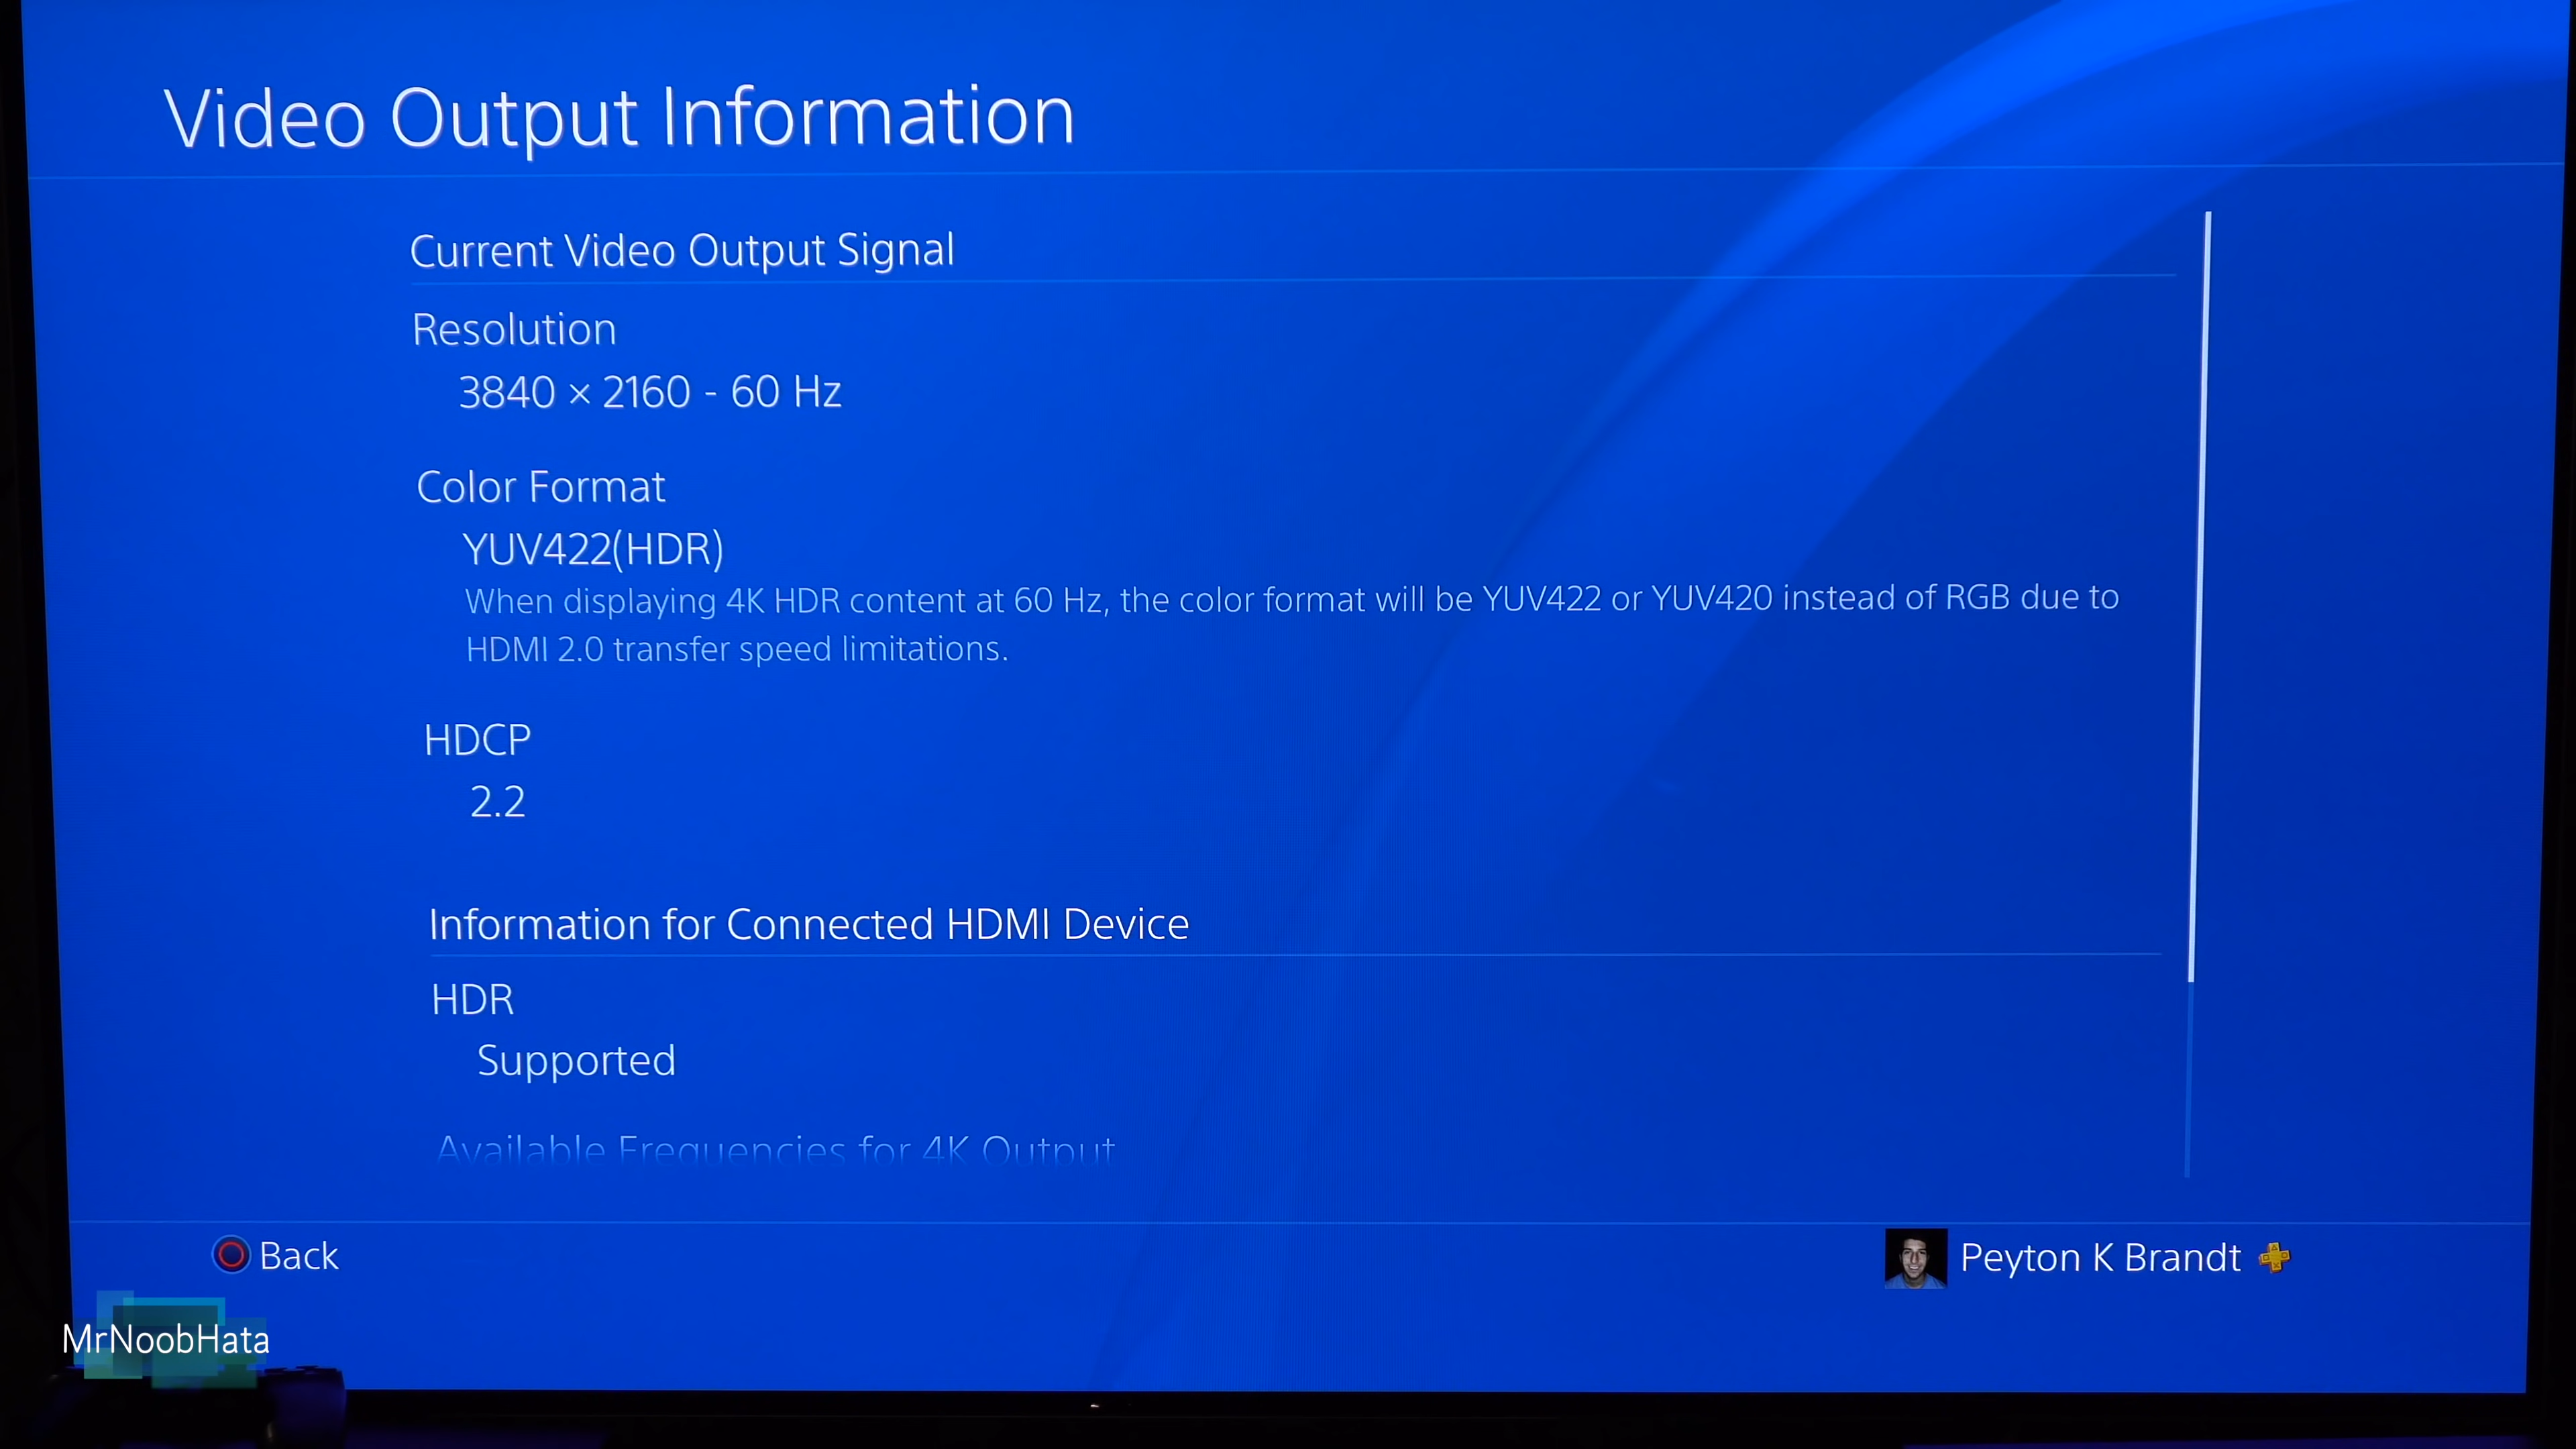 Video Output Information
Current Video Output Signal
Resolution
3840 × 2160 - 60 Hz
Color Format
YUV422(HDR)
When displaying 4K HDR content at 60 Hz, the color format will be YUV422 or YUV420 instead of RGB due to
HDMI 2.0 transfer speed limitations.
HDCP
2.2
Information for Connected HDMI Device
HDR
Supported
Available Frequencies for 4K Output
Back
Peyton K Brandt
MrNoobHata